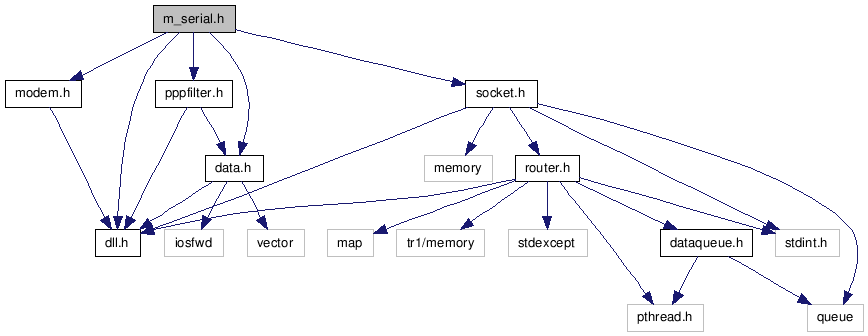 m_serial.h
modem.h
pppfilter.h
socket.h
data.h
memory
router.h
dll.h
iosfwd
vector
map
tr1/memory
stdexcept
dataqueue.h
stdint.h
pthread.h
queue